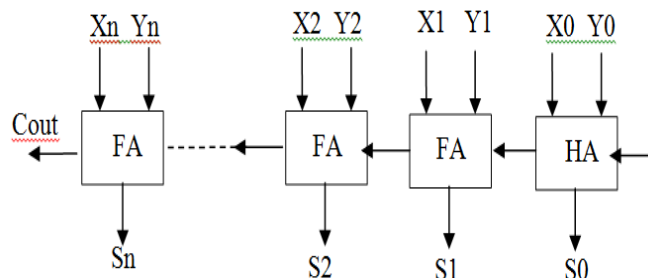 Xn Yn X2 Y2 X1 Y1 X0 Y0
Cout FA FA FA HA
Sn S2 S1 S0